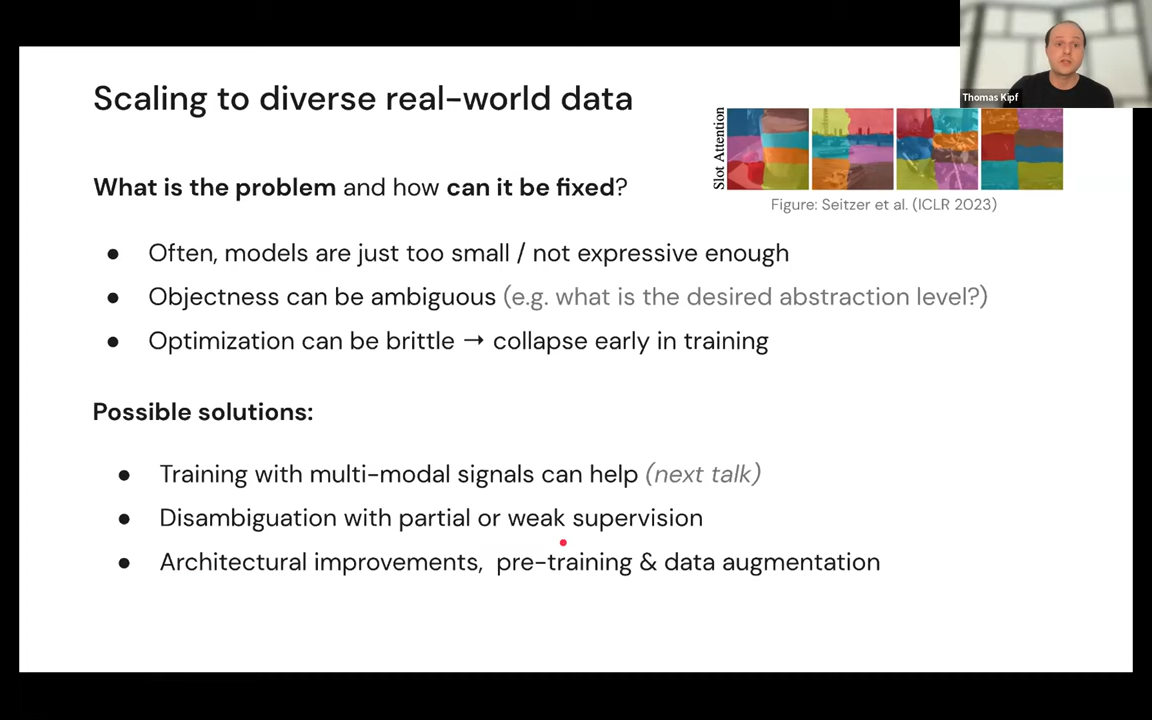 Scaling to diverse real-world data
Thomas Kipf
Slot Attention
Figure: Seitzer et al. (ICLR 2023)
What is the problem and how can it be fixed?
● Often, models are just too small / not expressive enough
● Objectness can be ambiguous (e.g. what is the desired abstraction level?)
● Optimization can be brittle → collapse early in training
Possible solutions:
● Training with multi-modal signals can help (next talk)
● Disambiguation with partial or weak supervision
● Architectural improvements, pre-training & data augmentation